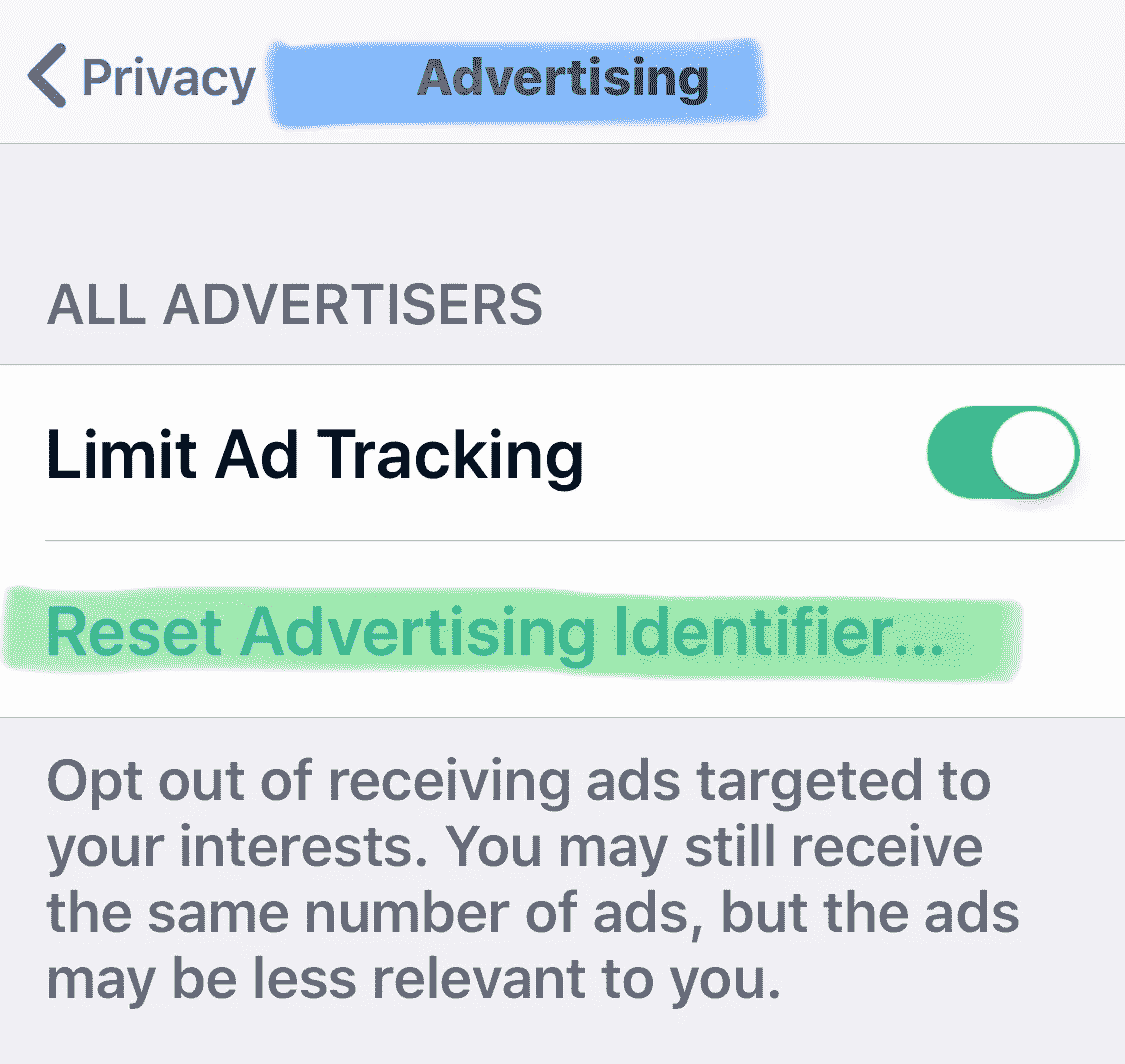 Privacy Advertising
ALL ADVERTISERS
Limit Ad Tracking
Reset Advertising Identifier...
Opt out of receiving ads targeted to
your interests. You may still receive
the same number of ads, but the ads
may be less relevant to you.